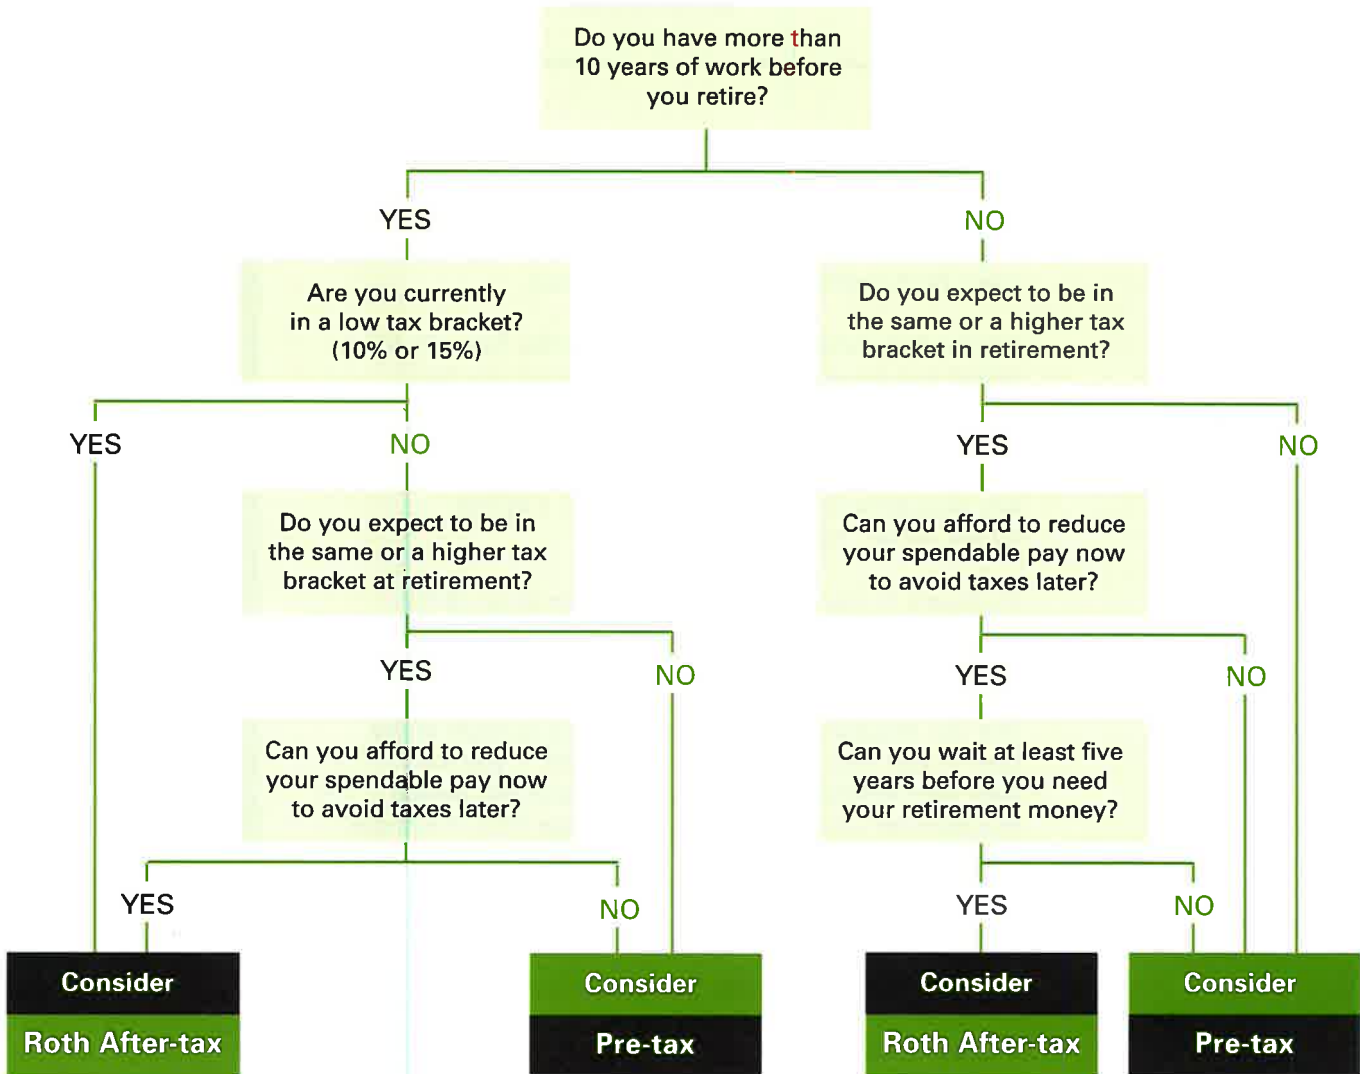 Do you have more than
10 years of work before
you retire?
YES
NO
Are you currently
in a low tax bracket?
(10% or 15%)
Do you expect to be in
the same or a higher tax
bracket in retirement?
YES
NO
YES
NO
Do you expect to be in
the same or a higher tax
bracket at retirement?
Can you afford to reduce
your spendable pay now
to avoid taxes later?
YES
NO
YES
NO
Can you afford to reduce
your spendable pay now
to avoid taxes later?
Can you wait at least five
years before you need
your retirement money?
YES
NO
YES
NO
Consider
Roth After-tax
Consider
Pre-tax
Consider
Roth After-tax
Consider
Pre-tax